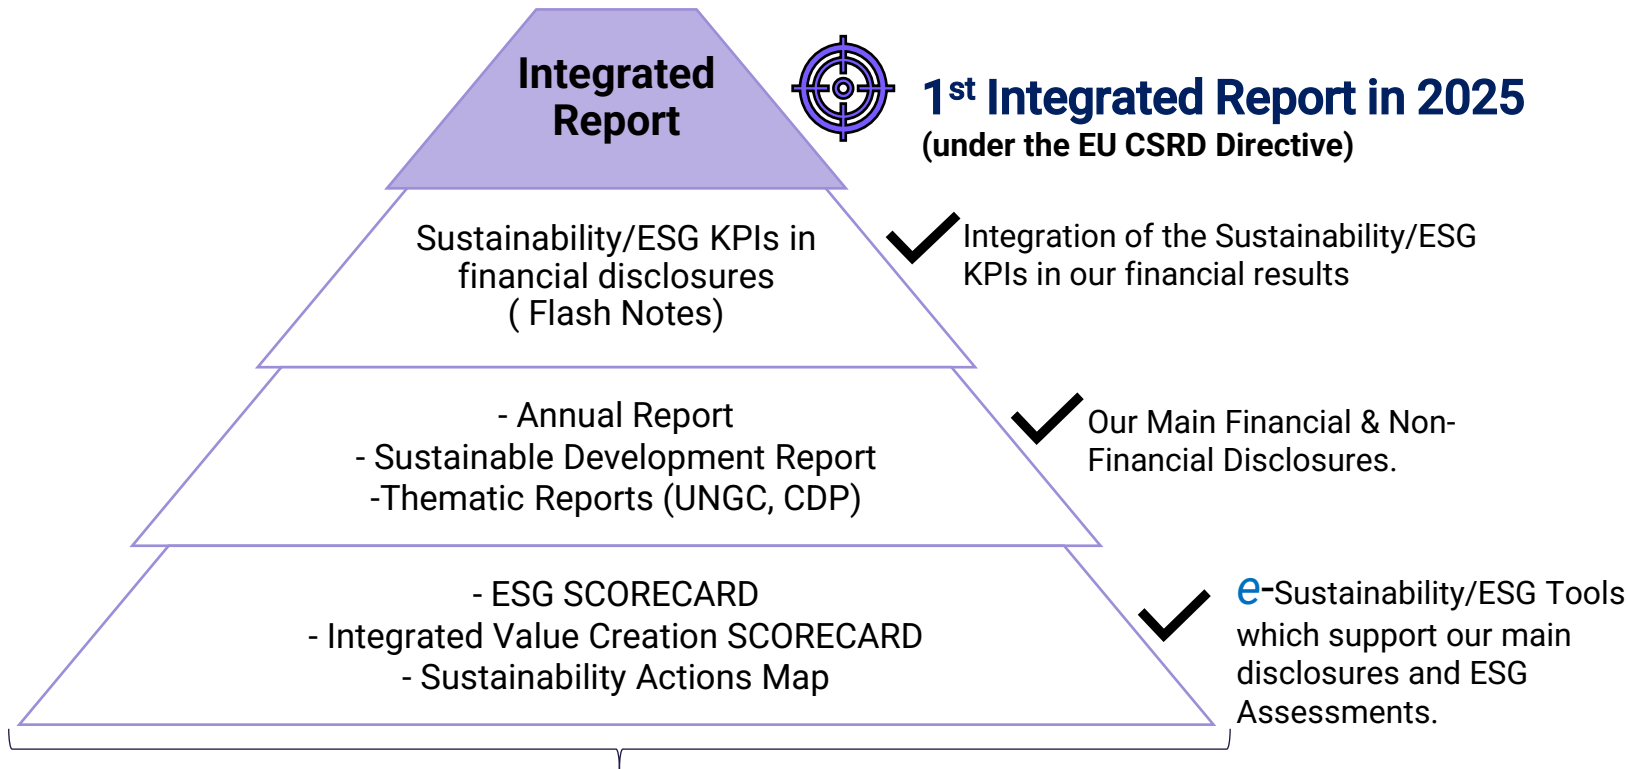 Integrated
Report
1st Integrated Report in 2025
(under the EU CSRD Directive)
Sustainability/ESG KPIs in
financial disclosures
( Flash Notes)
Integration of the Sustainability/ESG
KPIs in our financial results
- Annual Report
- Sustainable Development Report
-Thematic Reports (UNGC, CDP)
Our Main Financial & Non-
Financial Disclosures.
- ESG SCORECARD
- Integrated Value Creation SCORECARD
- Sustainability Actions Map
e-Sustainability/ESG Tools
which support our main
disclosures and ESG
Assessments.